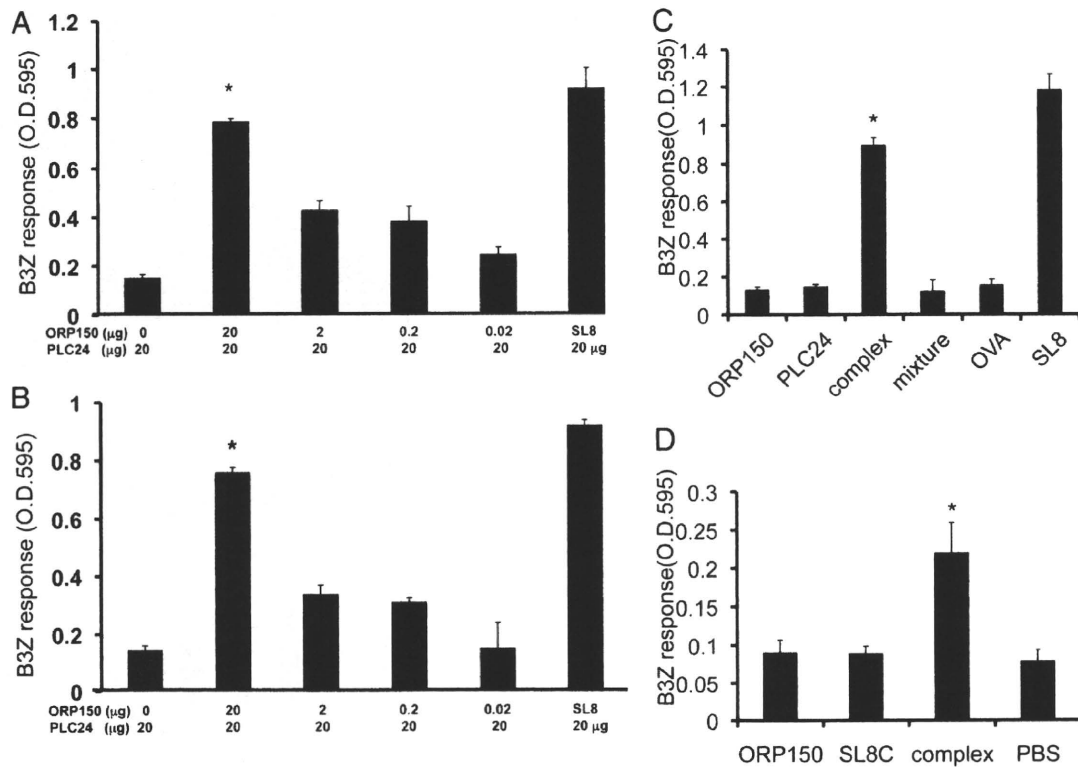 A
B3Z response (O.D.595)
1.2
1
0.8
0.6
0.4
0.2
0
*
ORP150 (µg) 0 20 2 0.2 0.02 SL8
PLC24 (µg) 20 20 20 20 20 20 µg
B
B3Z response (O.D.595)
1
0.8
0.6
0.4
0.2
0
*
ORP150 (µg) 0 20 2 0.2 0.02 SL8
PLC24 (µg) 20 20 20 20 20 20 µg
C
B3Z response(O.D.595)
1.4
1.2
1
0.8
0.6
0.4
0.2
0
*
ORP150 PLC24 complex mixture OVA SL8
D
B3Z response(O.D.595)
0.3
0.25
0.2
0.15
0.1
0.05
0
*
ORP150 SL8C complex PBS